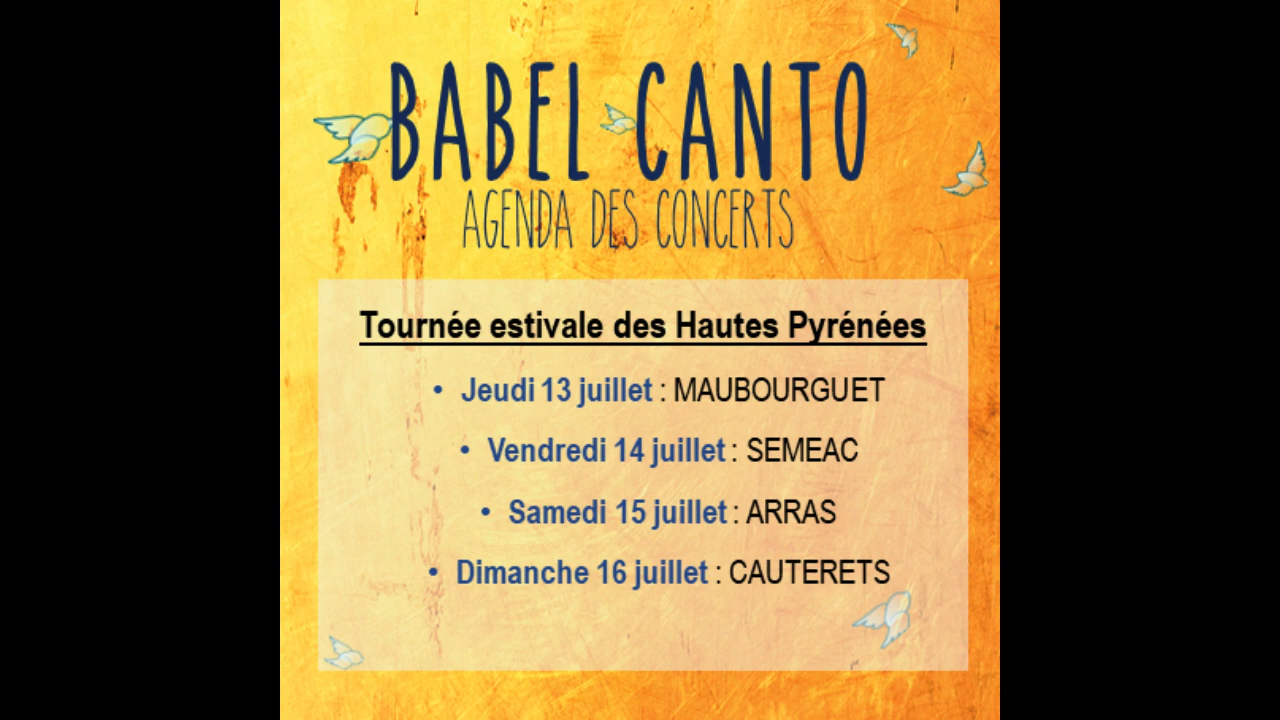 BABEL CANTO
AGENDA DES CONCERTS
Tournée estivale des Hautes Pyrénées
• Jeudi 13 juillet : MAUBOURGUET
• Vendredi 14 juillet : SEMEAC
• Samedi 15 juillet : ARRAS
• Dimanche 16 juillet : CAUTERETS